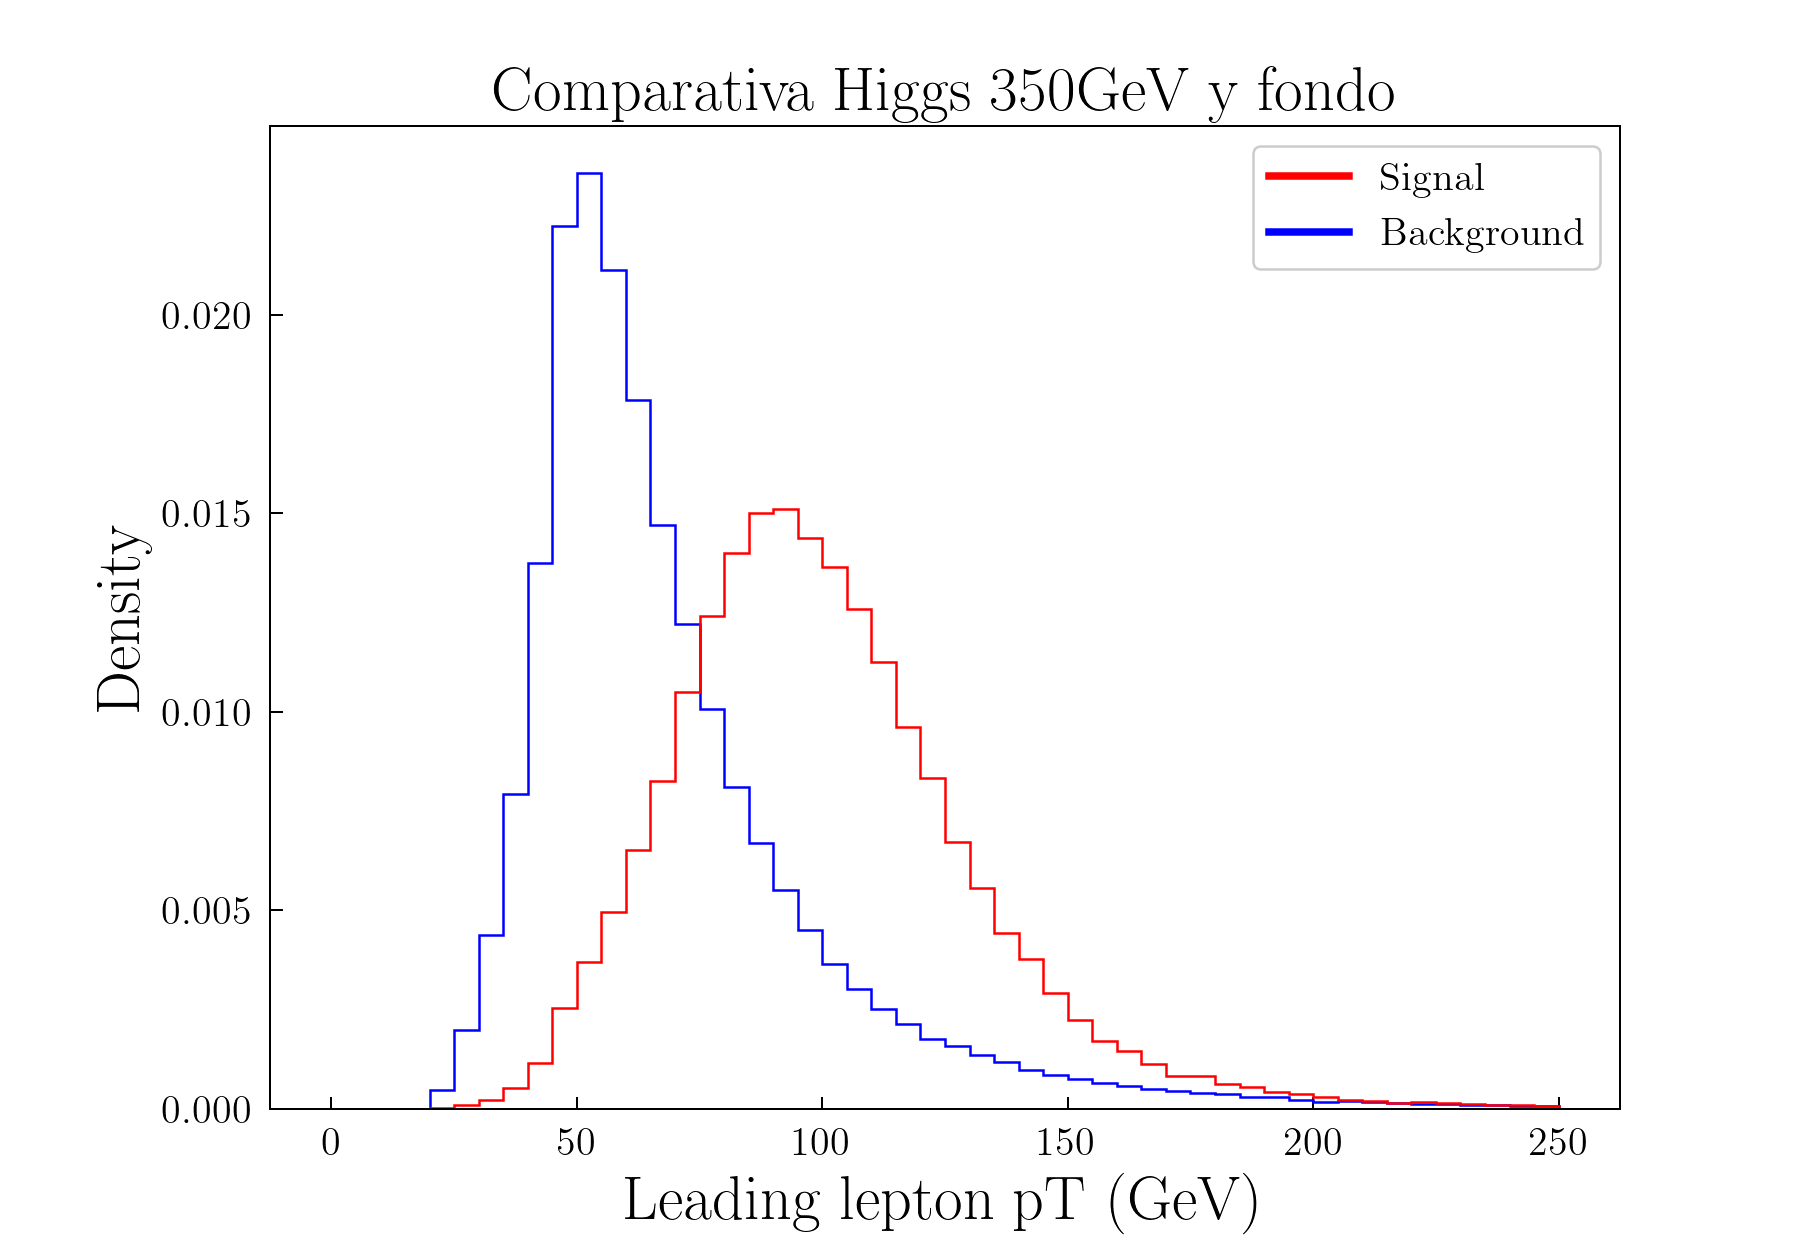 Comparativa Higgs 350GeV y fondo
Signal
Background
Density
0.020
0.015
0.010
0.005
0.000
0 50 100 150 200 250
Leading lepton pT (GeV)